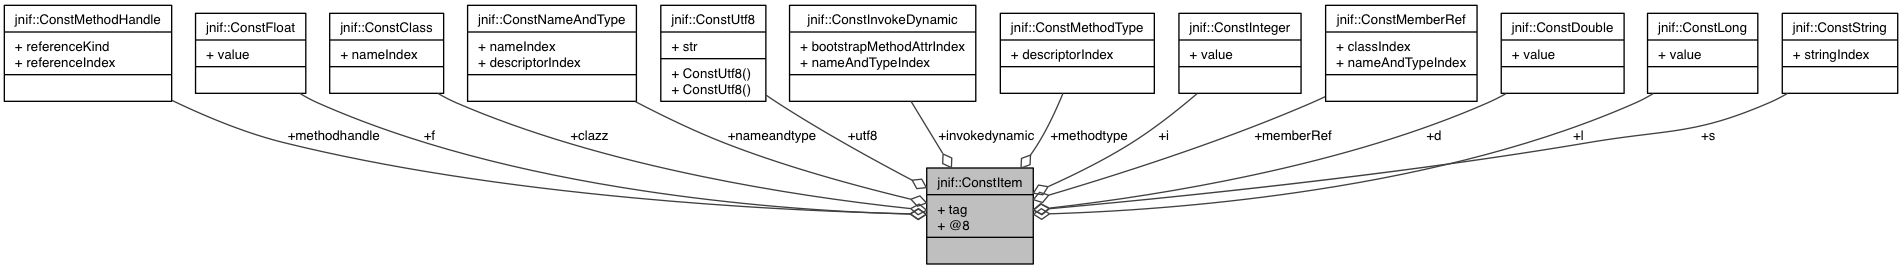 jnif::ConstMethodHandle
+ referenceKind
+ referenceIndex
jnif::ConstFloat
+ value
jnif::ConstClass
+ nameIndex
jnif::ConstNameAndType
+ nameIndex
+ descriptorIndex
jnif::ConstUtf8
+ str
+ ConstUtf8()
+ ConstUtf8()
jnif::ConstInvokeDynamic
+ bootstrapMethodAttrIndex
+ nameAndTypeIndex
jnif::ConstMethodType
+ descriptorIndex
jnif::ConstInteger
+ value
jnif::ConstMemberRef
+ classIndex
+ nameAndTypeIndex
jnif::ConstDouble
+ value
jnif::ConstLong
+ value
jnif::ConstString
+ stringIndex
+methodhandle
+f
+clazz
+nameandtype
+utf8
+invokedynamic
+methodtype
+i
+memberRef
+d
+l
+s
jnif::ConstItem
+ tag
+ @8